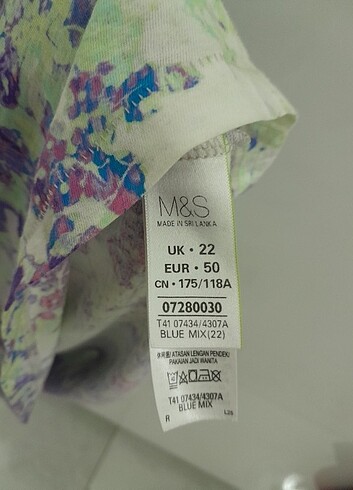 M&S
MADE IN SRI LANKA
UK • 22
EUR • 50
CN • 175/118A
07280030
T41 07434/4307A
BLUE MIX(22)
ATASAN LENGAN PENDEK/
PAKAIAN JADI WANITA
T41 07434/4307A
BLUE MIX